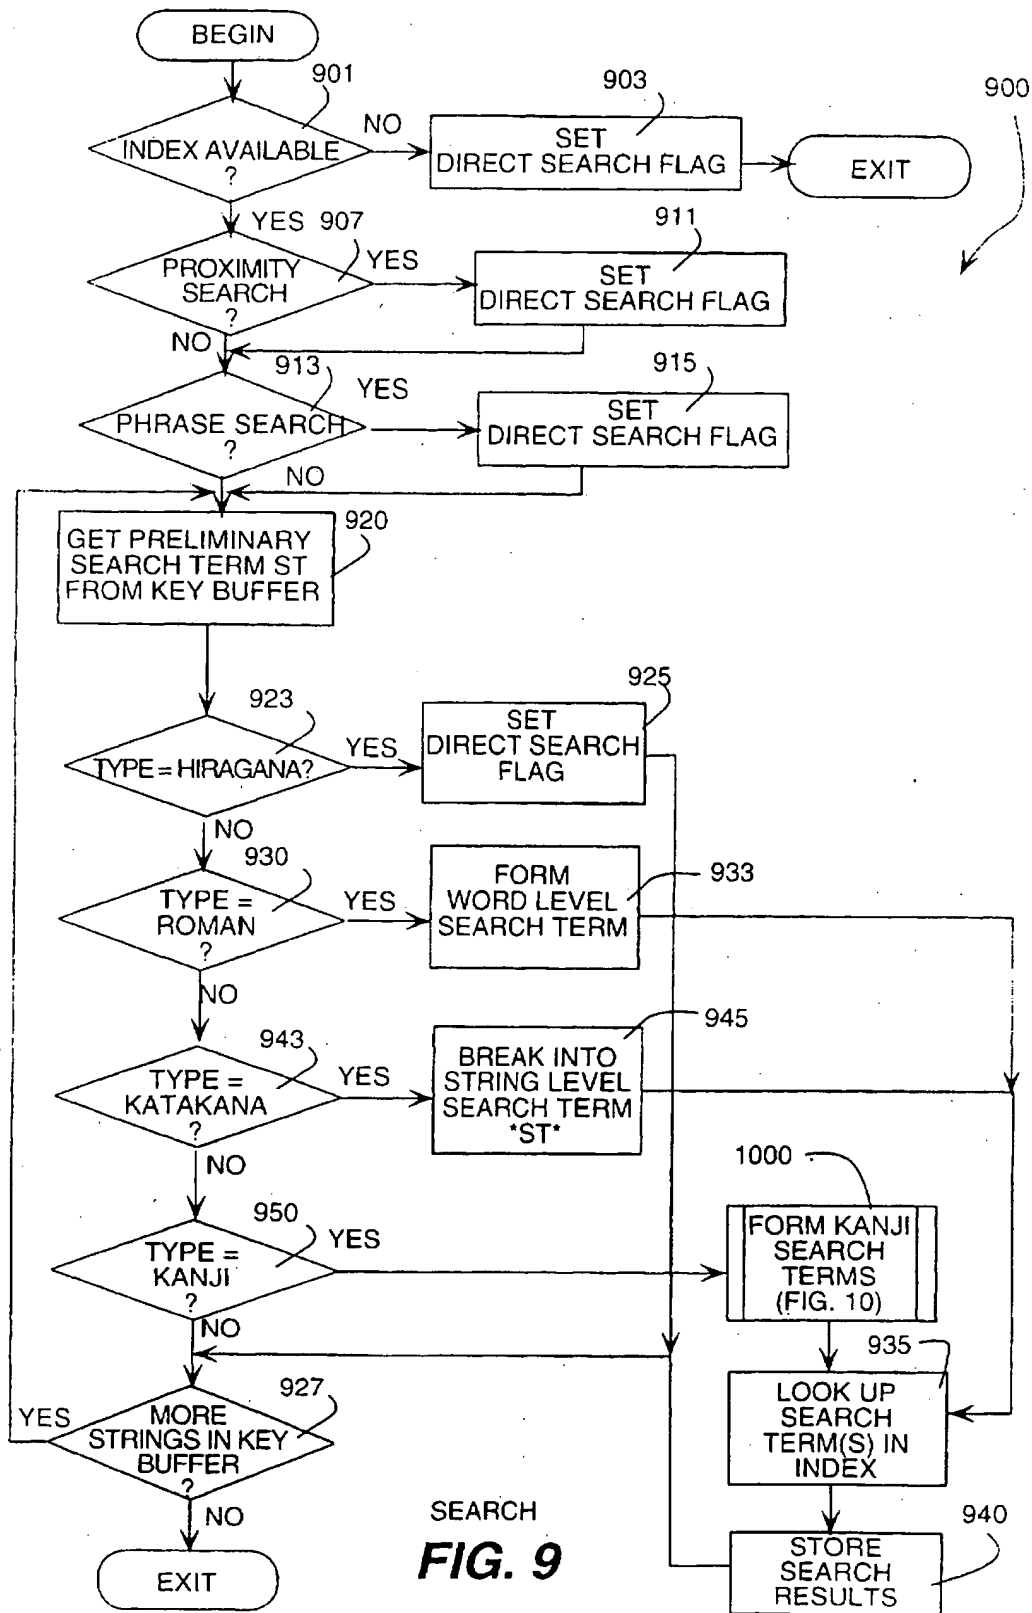 BEGIN
901
INDEX AVAILABLE
?
NO
903
SET
DIRECT SEARCH FLAG
EXIT
900
YES
907
PROXIMITY
SEARCH
?
YES
911
SET
DIRECT SEARCH FLAG
NO
913
PHRASE SEARCH
?
YES
915
SET
DIRECT SEARCH FLAG
NO
920
GET PRELIMINARY
SEARCH TERM ST
FROM KEY BUFFER
923
TYPE = HIRAGANA?
YES
925
SET
DIRECT SEARCH
FLAG
NO
930
TYPE =
ROMAN
?
YES
FORM
WORD LEVEL
SEARCH TERM
933
NO
943
TYPE =
KATAKANA
?
YES
BREAK INTO
STRING LEVEL
SEARCH TERM
*ST*
945
NO
950
TYPE =
KANJI
?
YES
1000
FORM KANJI
SEARCH
TERMS
(FIG. 10)
NO
935
LOOK UP
SEARCH
TERM(S) IN
INDEX
927
MORE
STRINGS IN KEY
BUFFER
?
YES
NO
940
STORE
SEARCH
RESULTS
EXIT
SEARCH
FIG. 9